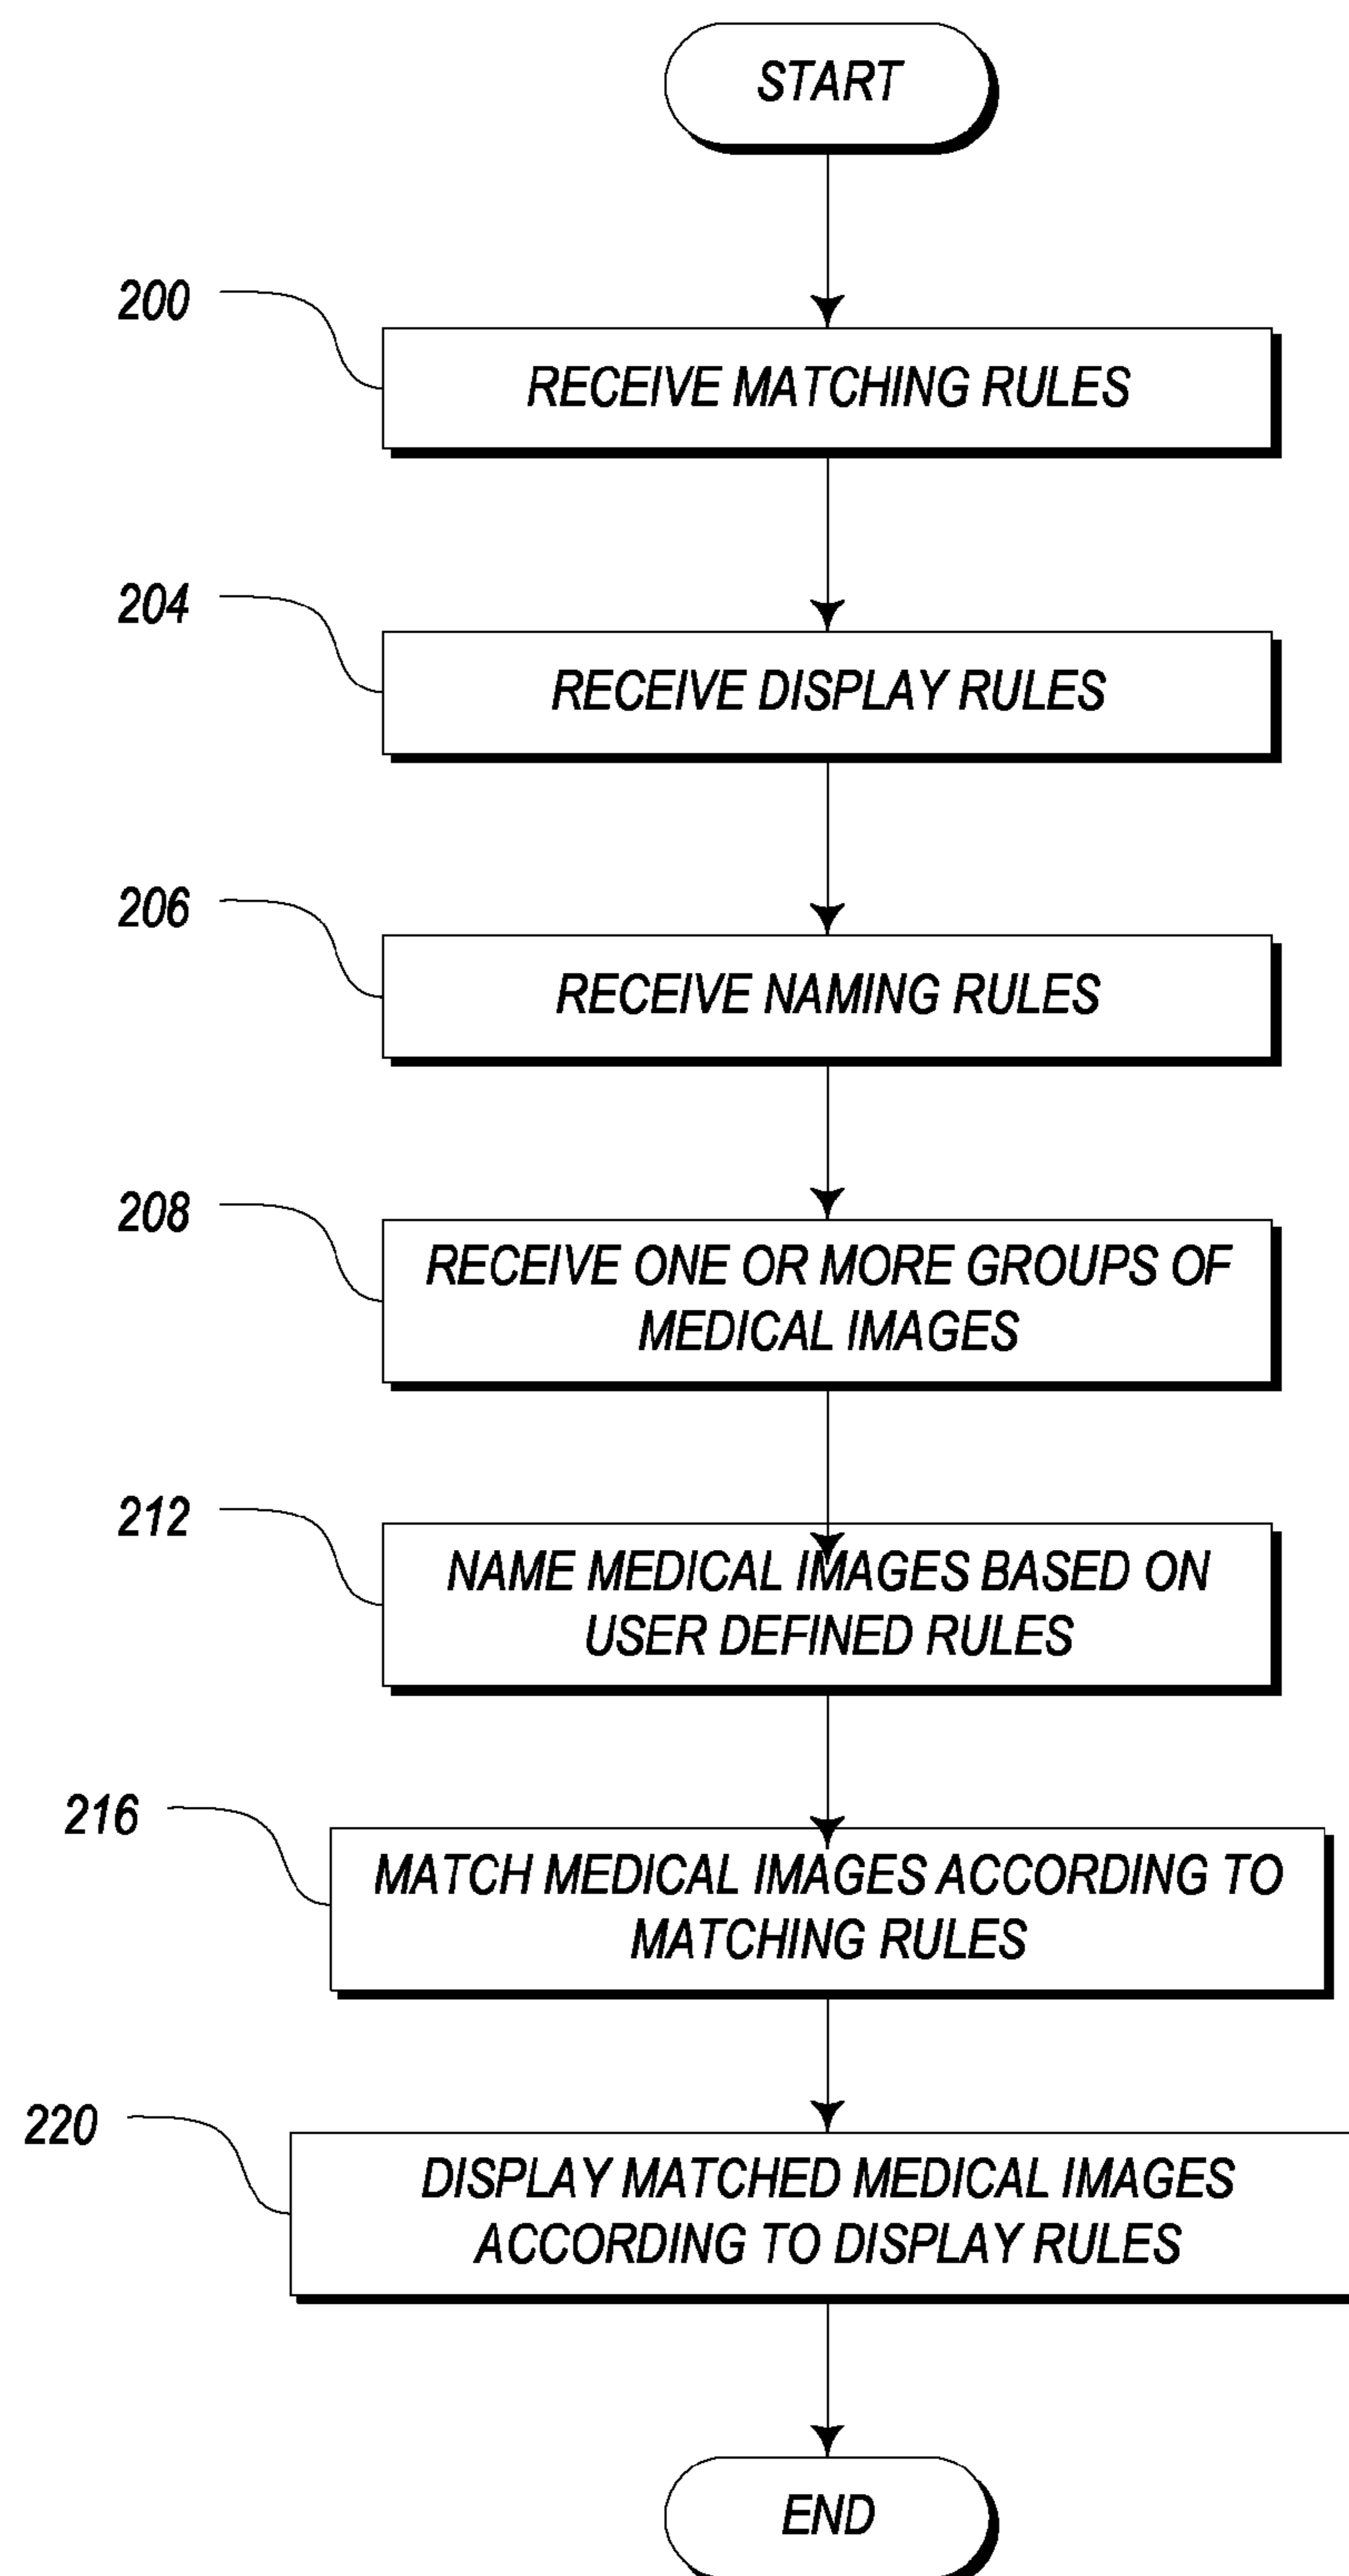 START
200
RECEIVE MATCHING RULES
204
RECEIVE DISPLAY RULES
206
RECEIVE NAMING RULES
208
RECEIVE ONE OR MORE GROUPS OF
MEDICAL IMAGES
212
NAME MEDICAL IMAGES BASED ON
USER DEFINED RULES
216
MATCH MEDICAL IMAGES ACCORDING TO
MATCHING RULES
220
DISPLAY MATCHED MEDICAL IMAGES
ACCORDING TO DISPLAY RULES
END